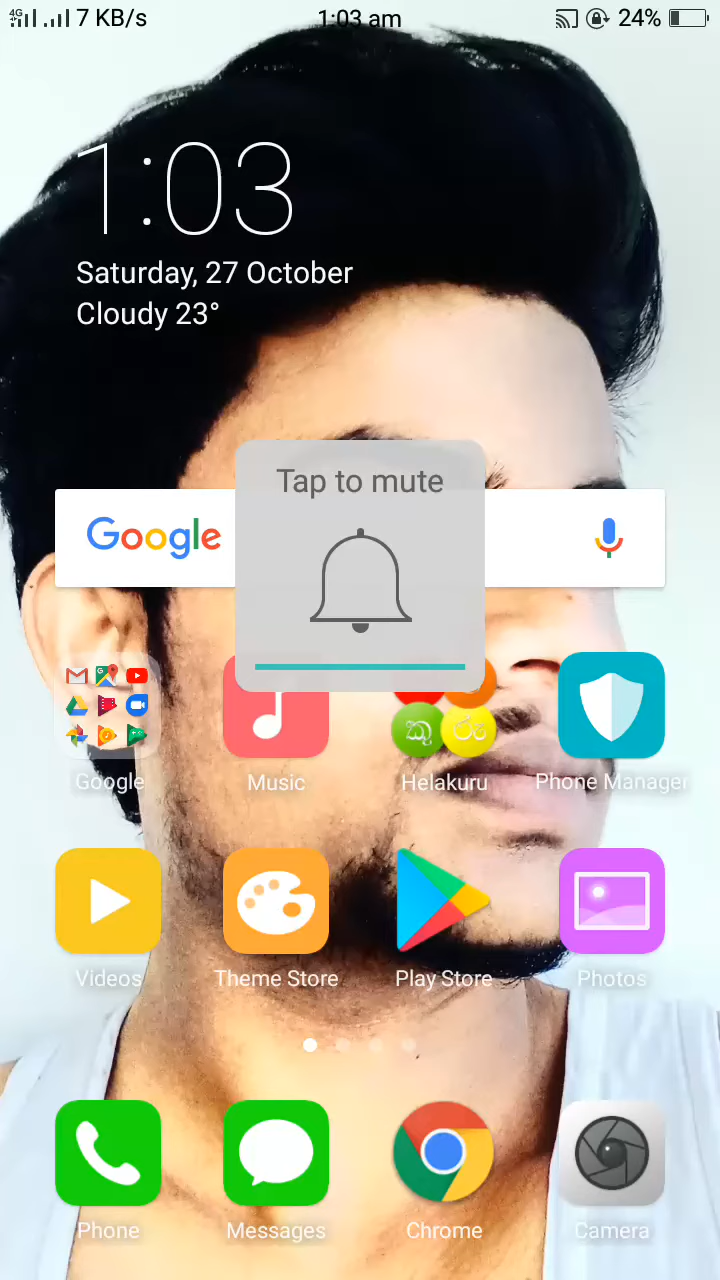 4G 7 KB/s 1:03 am 24%
1:03
Saturday, 27 October
Cloudy 23°
Tap to mute
Google
කු රූ
Google Music Helakuru Phone Manager
Videos Theme Store Play Store Photos
Phone Messages Chrome Camera